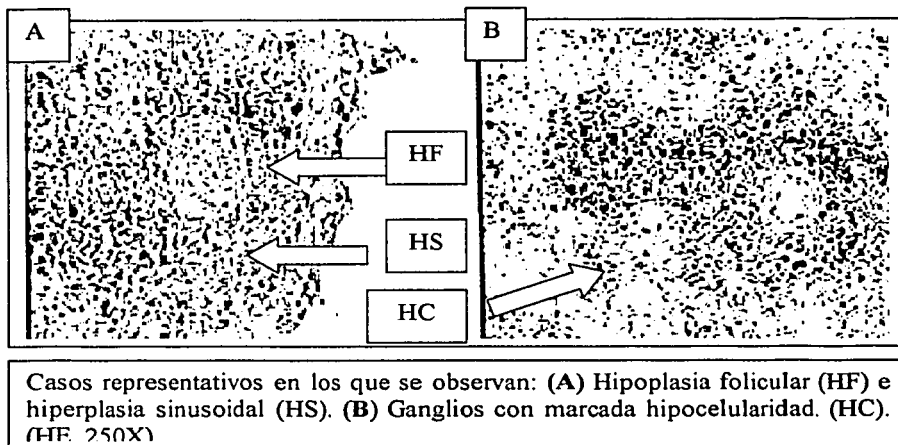 A
B
HF
HS
HC
Casos representativos en los que se observan: (A) Hipoplasia folicular (HF) e
hiperplasia sinusoidal (HS). (B) Ganglios con marcada hipocelularidad. (HC).
(HE. 250X)